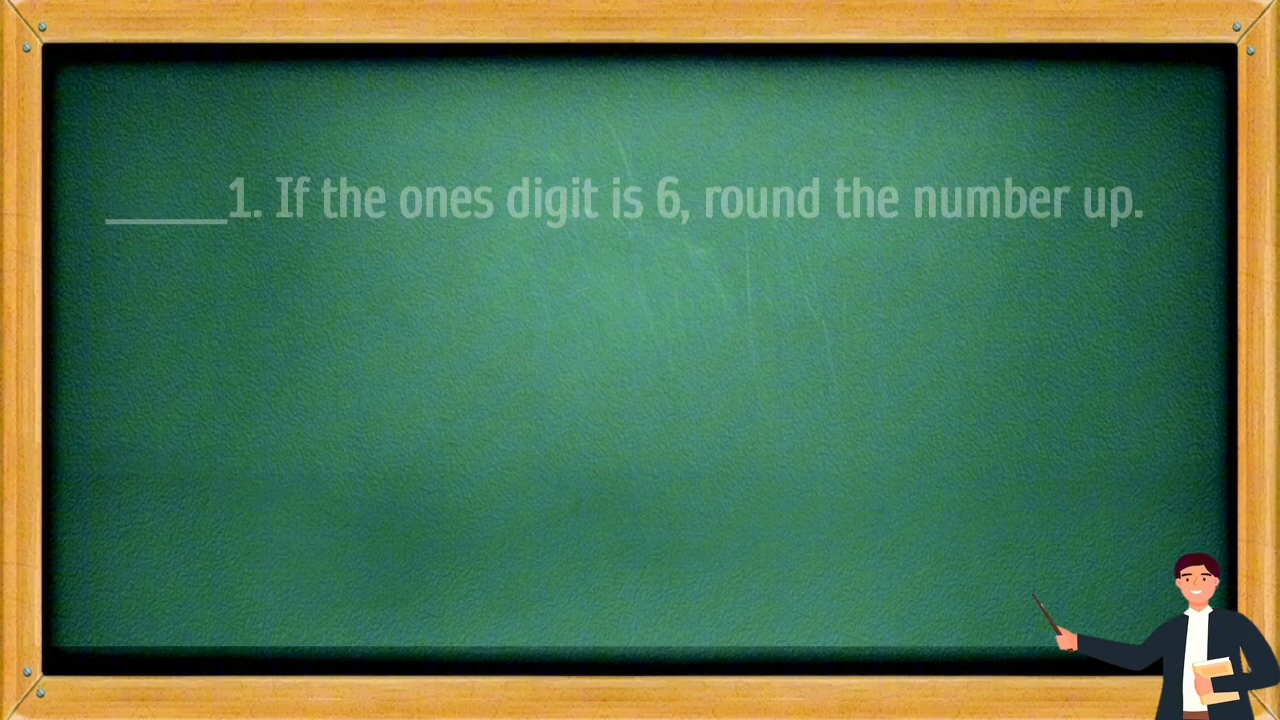 ______1. If the ones digit is 6, round the number up.